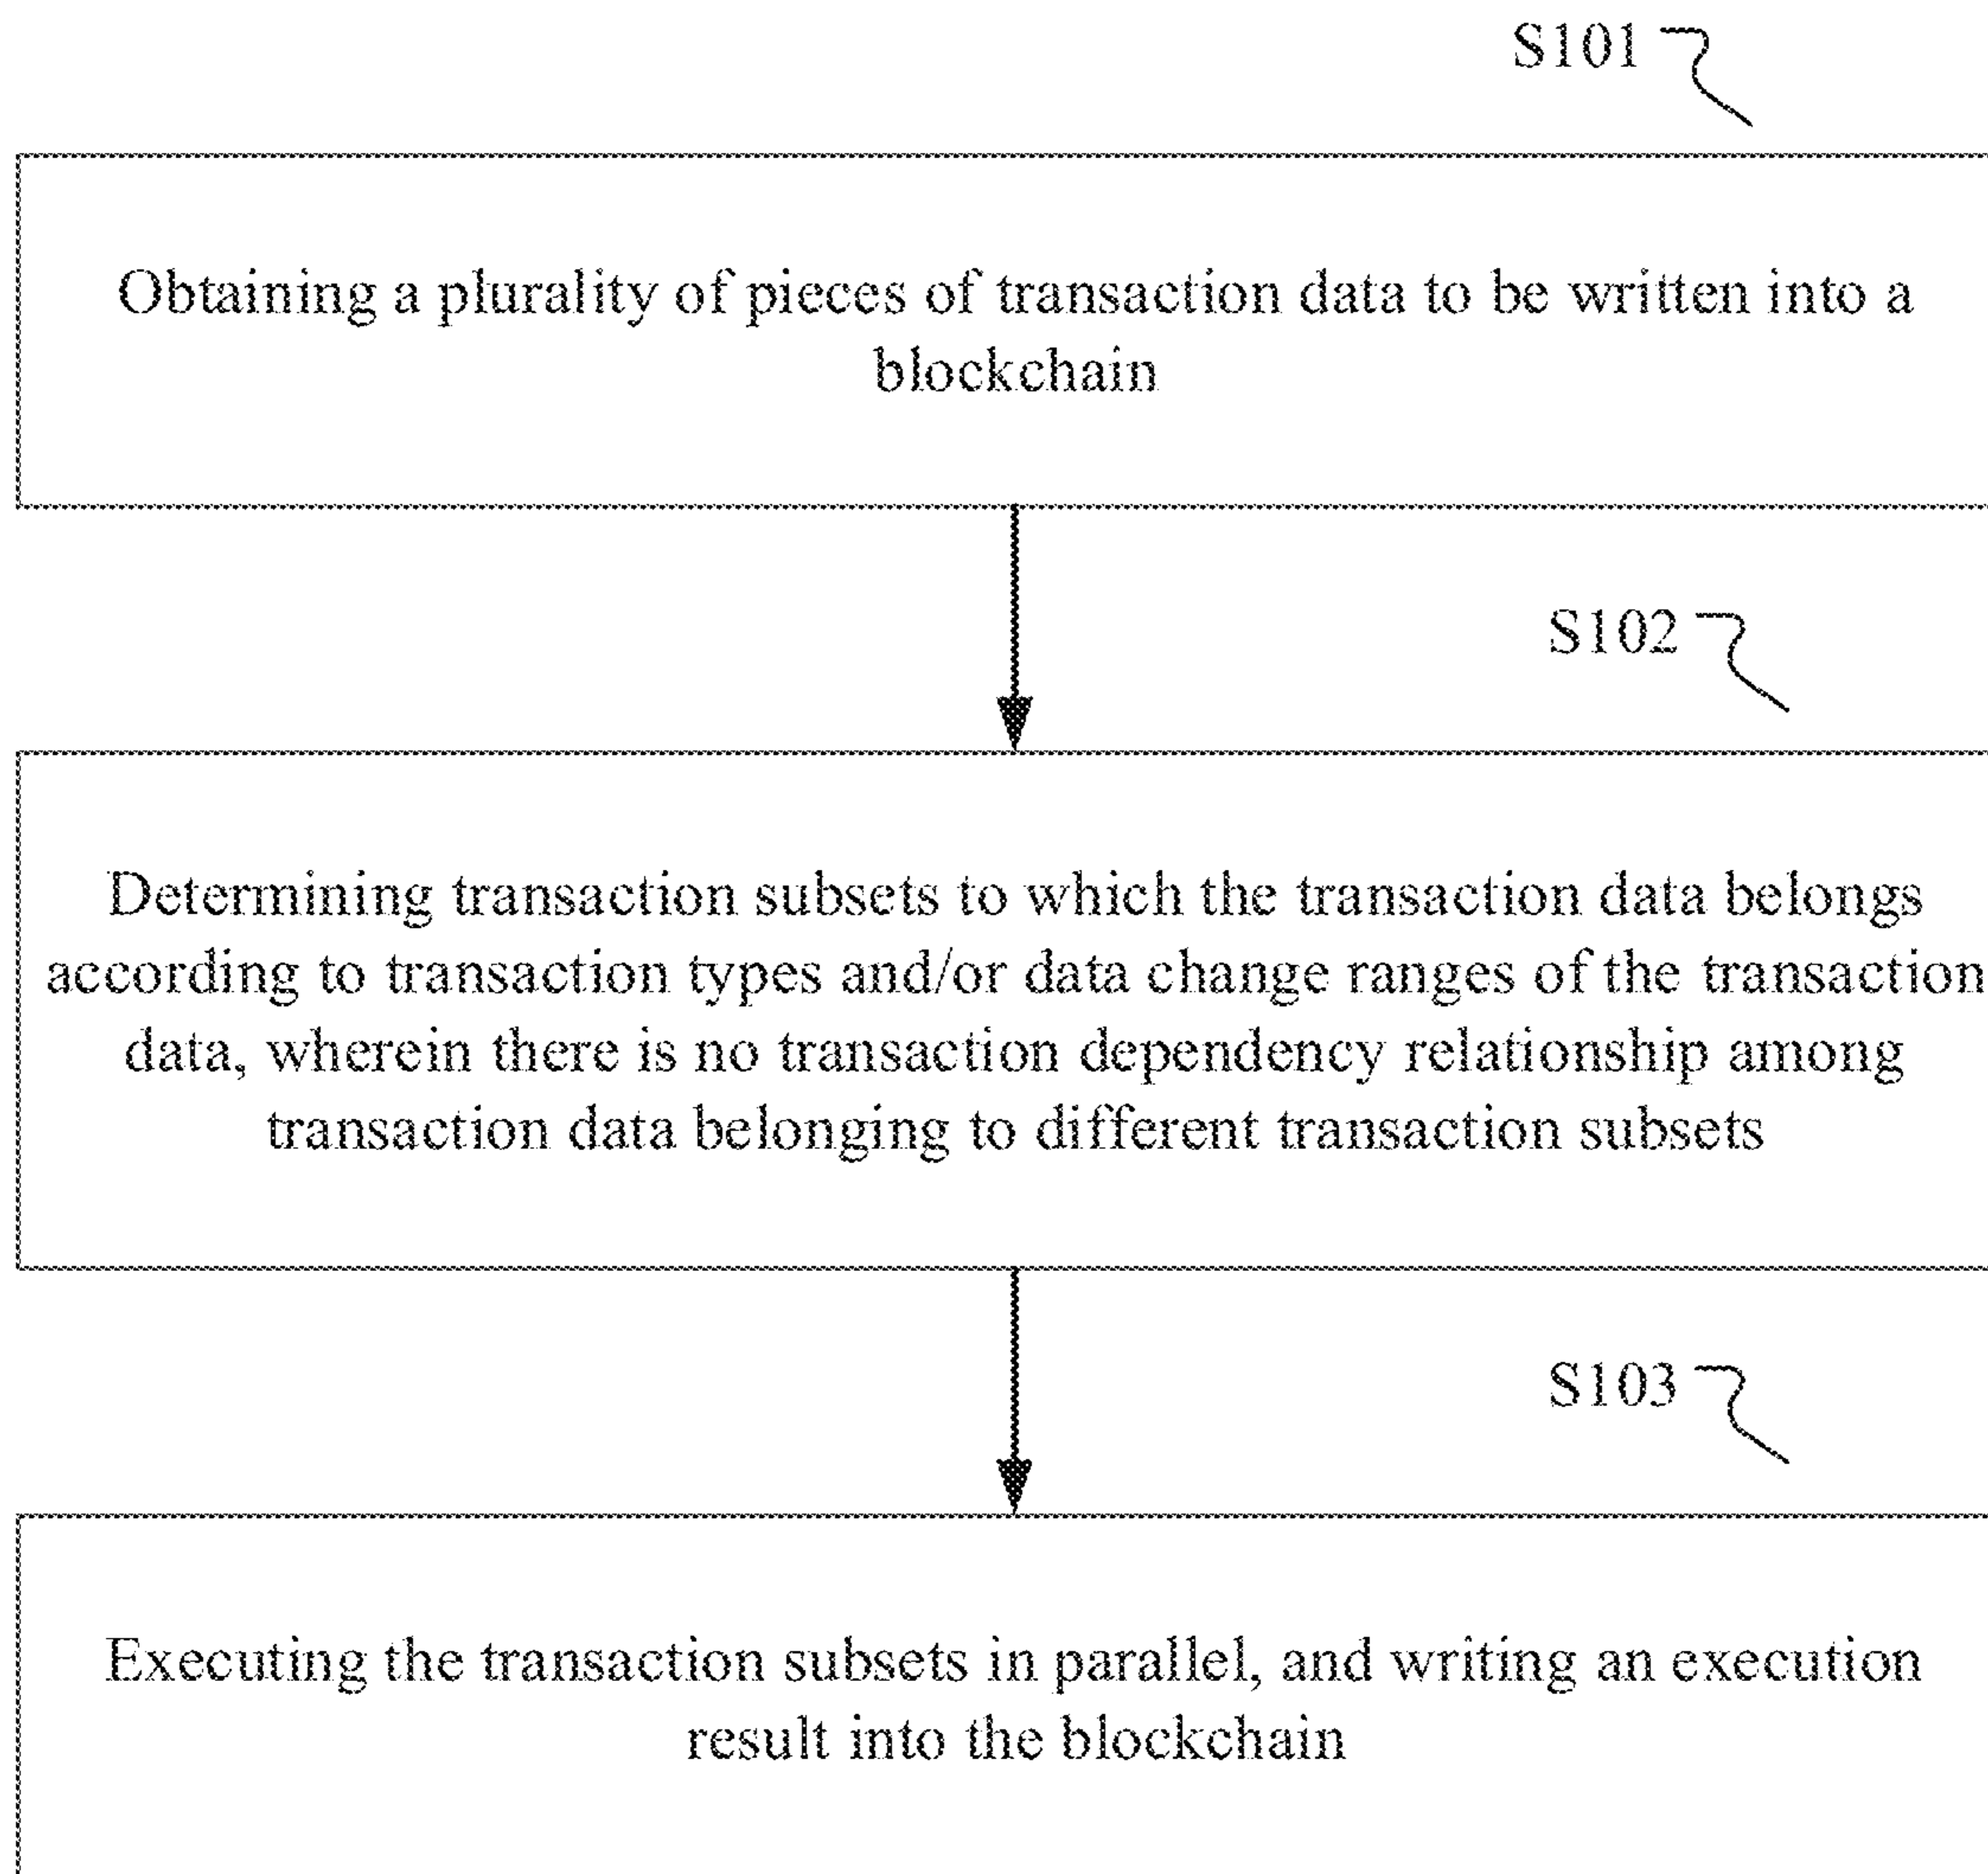 S101
Obtaining a plurality of pieces of transaction data to be written into a
blockchain
S102
Determining transaction subsets to which the transaction data belongs
according to transaction types and/or data change ranges of the transaction
data, wherein there is no transaction dependency relationship among
transaction data belonging to different transaction subsets
S103
Executing the transaction subsets in parallel, and writing an execution
result into the blockchain